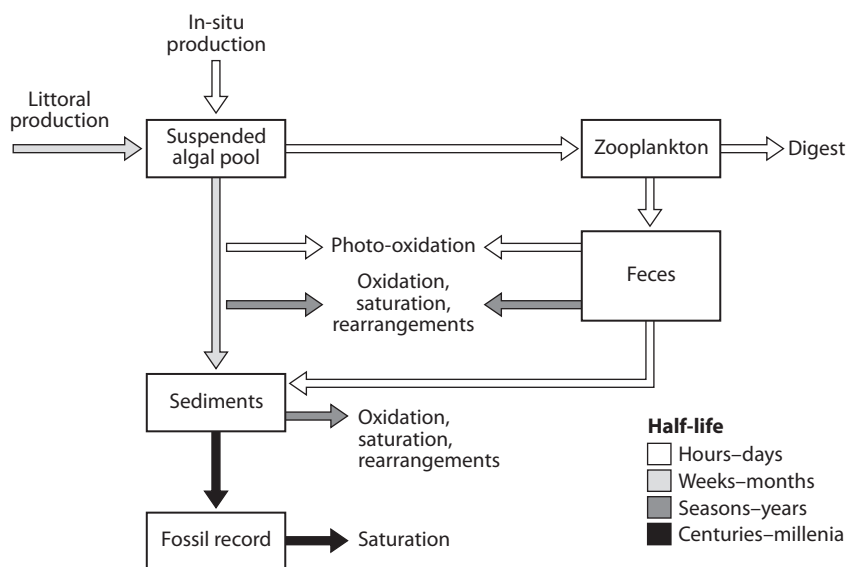 In-situ
production
Littoral
production
Suspended
algal pool
Zooplankton
Digest
Photo-oxidation
Feces
Oxidation,
saturation,
rearrangements
Sediments
Oxidation,
saturation,
rearrangements
Fossil record
Saturation
Half-life
Hours–days
Weeks–months
Seasons–years
Centuries–millenia